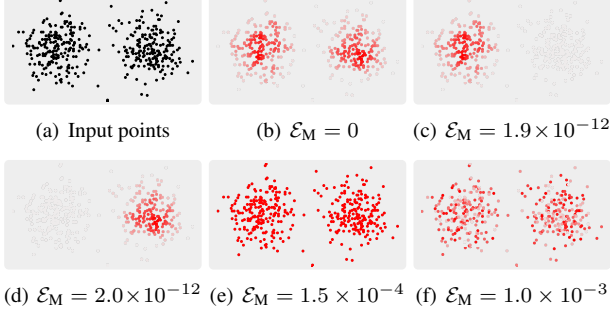 (a) Input points
(b) ℰ_M = 0
(c) ℰ_M = 1.9×10⁻¹²
(d) ℰ_M = 2.0×10⁻¹²
(e) ℰ_M = 1.5 × 10⁻⁴
(f) ℰ_M = 1.0 × 10⁻³